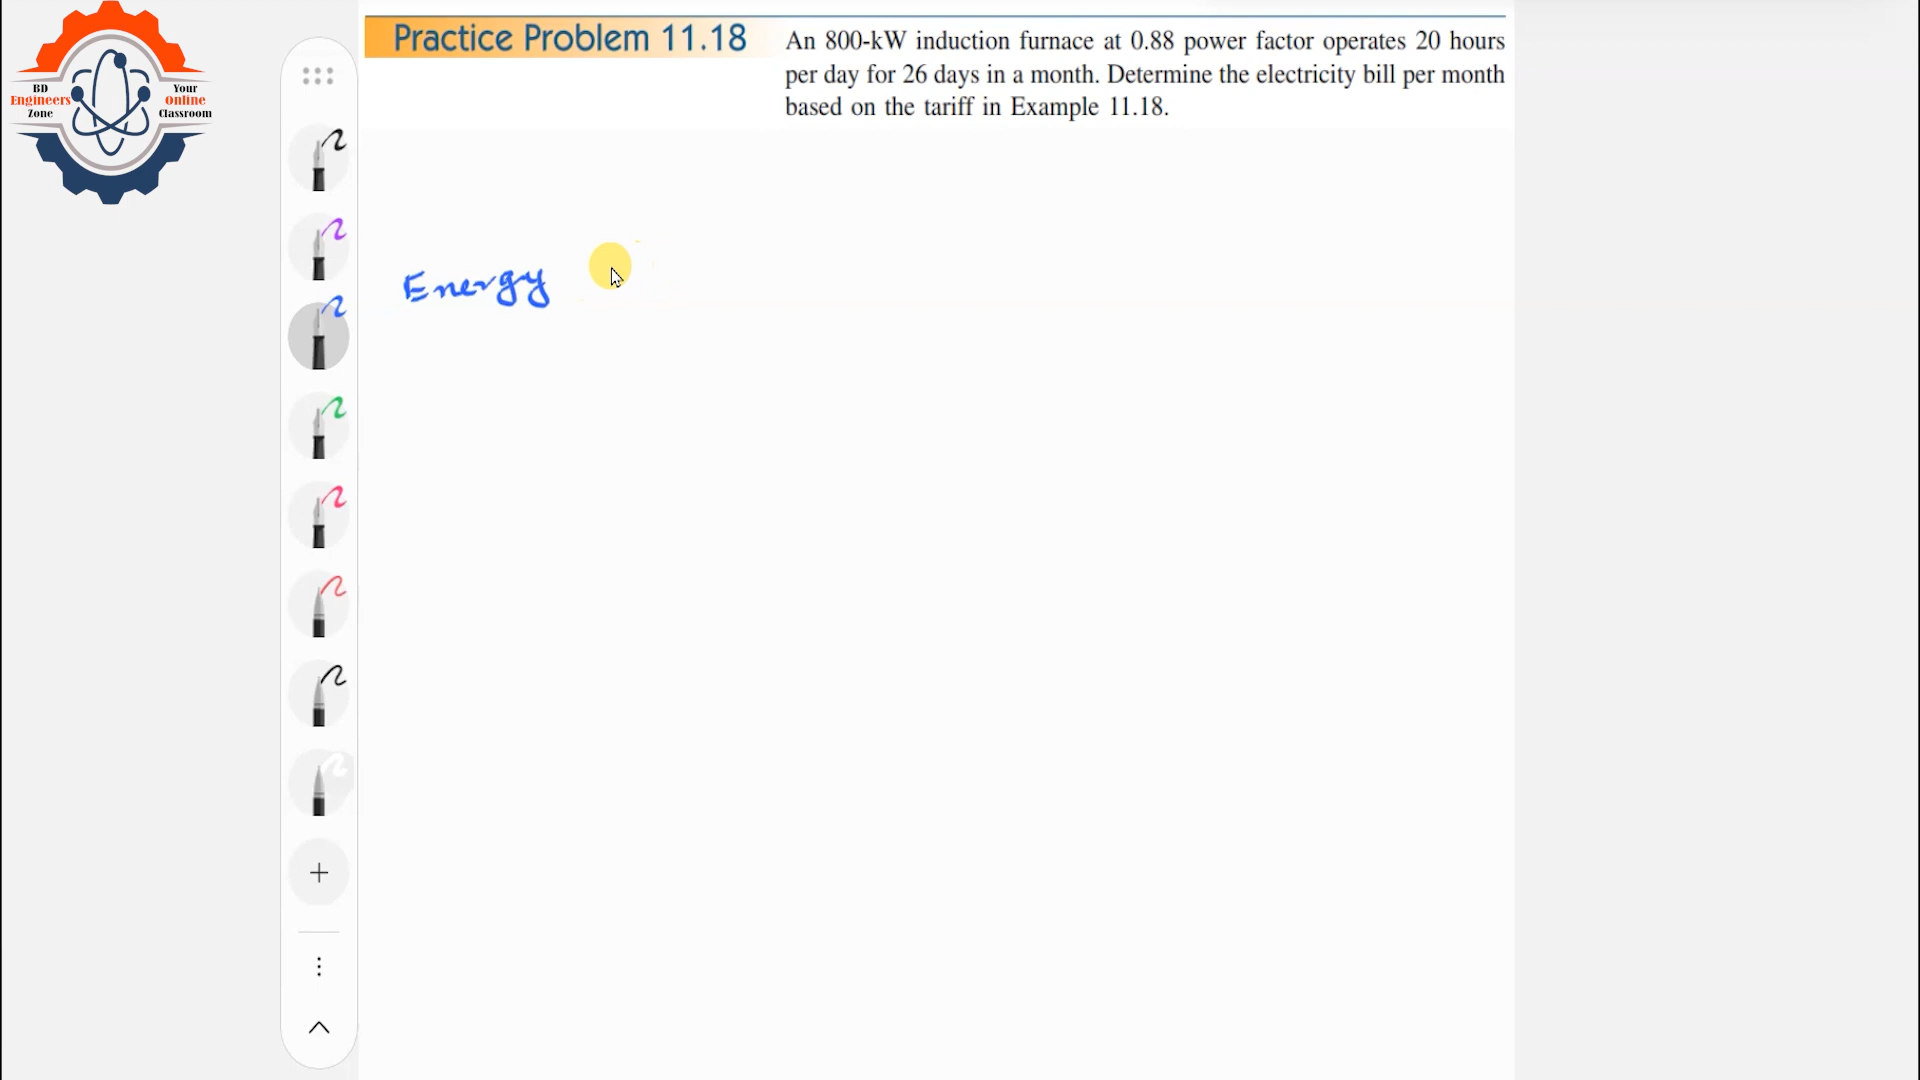 BD
Engineers
Zone
Your
Online
Classroom
Practice Problem 11.18
An 800-kW induction furnace at 0.88 power factor operates 20 hours
per day for 26 days in a month. Determine the electricity bill per month
based on the tariff in Example 11.18.
Energy